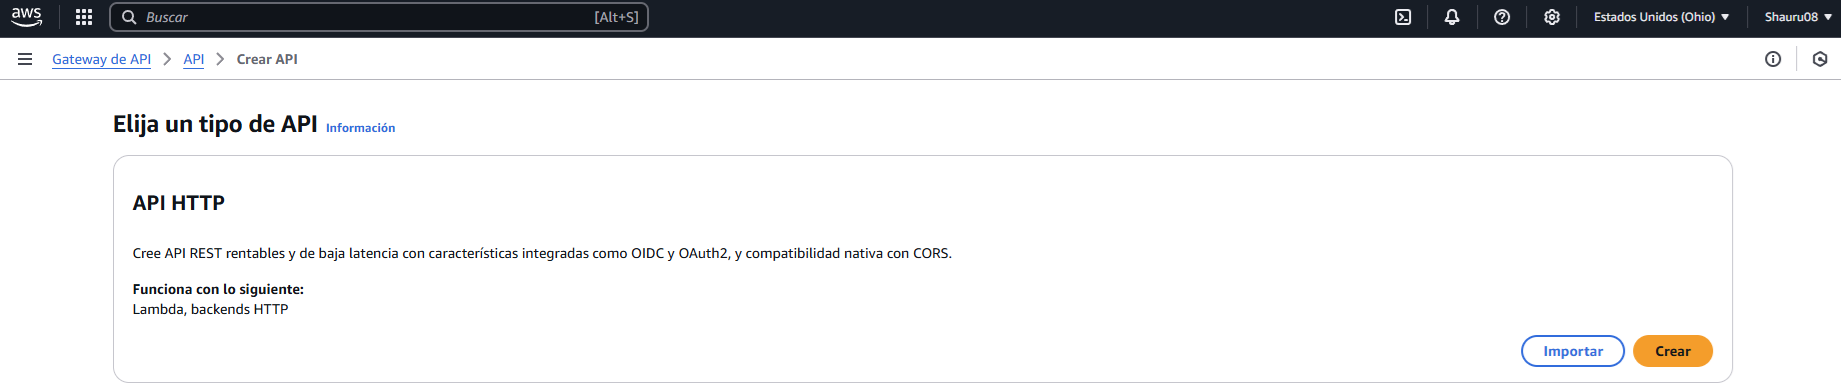 aws
Buscar [Alt+S]
Estados Unidos (Ohio)
Shauru08
Gateway de API
API
Crear API
Elija un tipo de API Información
API HTTP
Cree API REST rentables y de baja latencia con características integradas como OIDC y OAuth2, y compatibilidad nativa con CORS.
Funciona con lo siguiente:
Lambda, backends HTTP
Importar
Crear